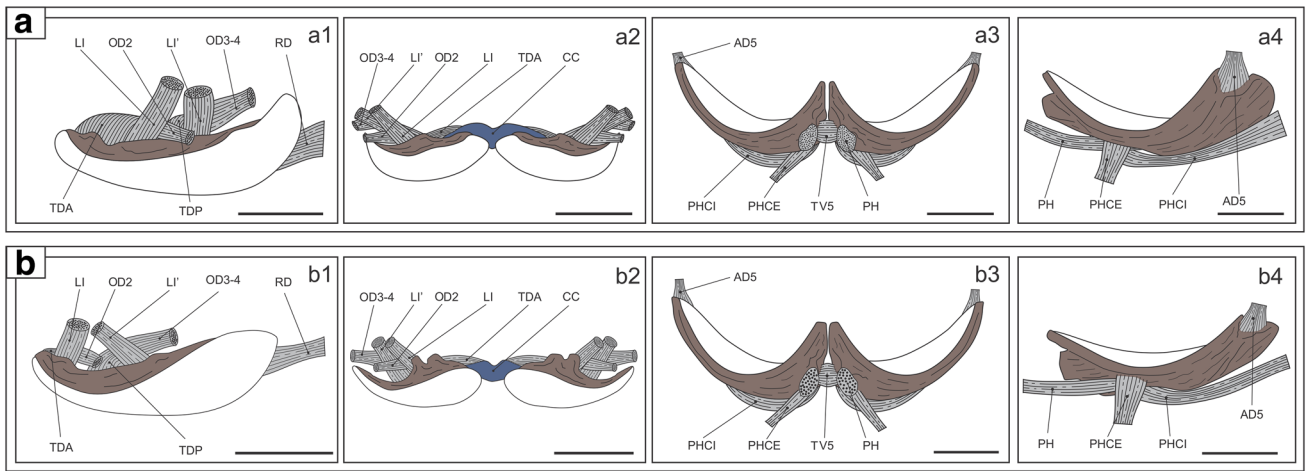 a
a1
LI OD2 LI' OD3-4 RD
TDA TDP
a2
OD3-4 LI' OD2 LI TDA CC
a3
AD5
PHCI PHCE TV5 PH
a4
PH PHCE PHCI AD5
b
b1
LI OD2 LI' OD3-4 RD
TDA TDP
b2
OD3-4 LI' OD2 LI TDA CC
b3
AD5
PHCI PHCE TV5 PH
b4
AD5
PH PHCE PHCI